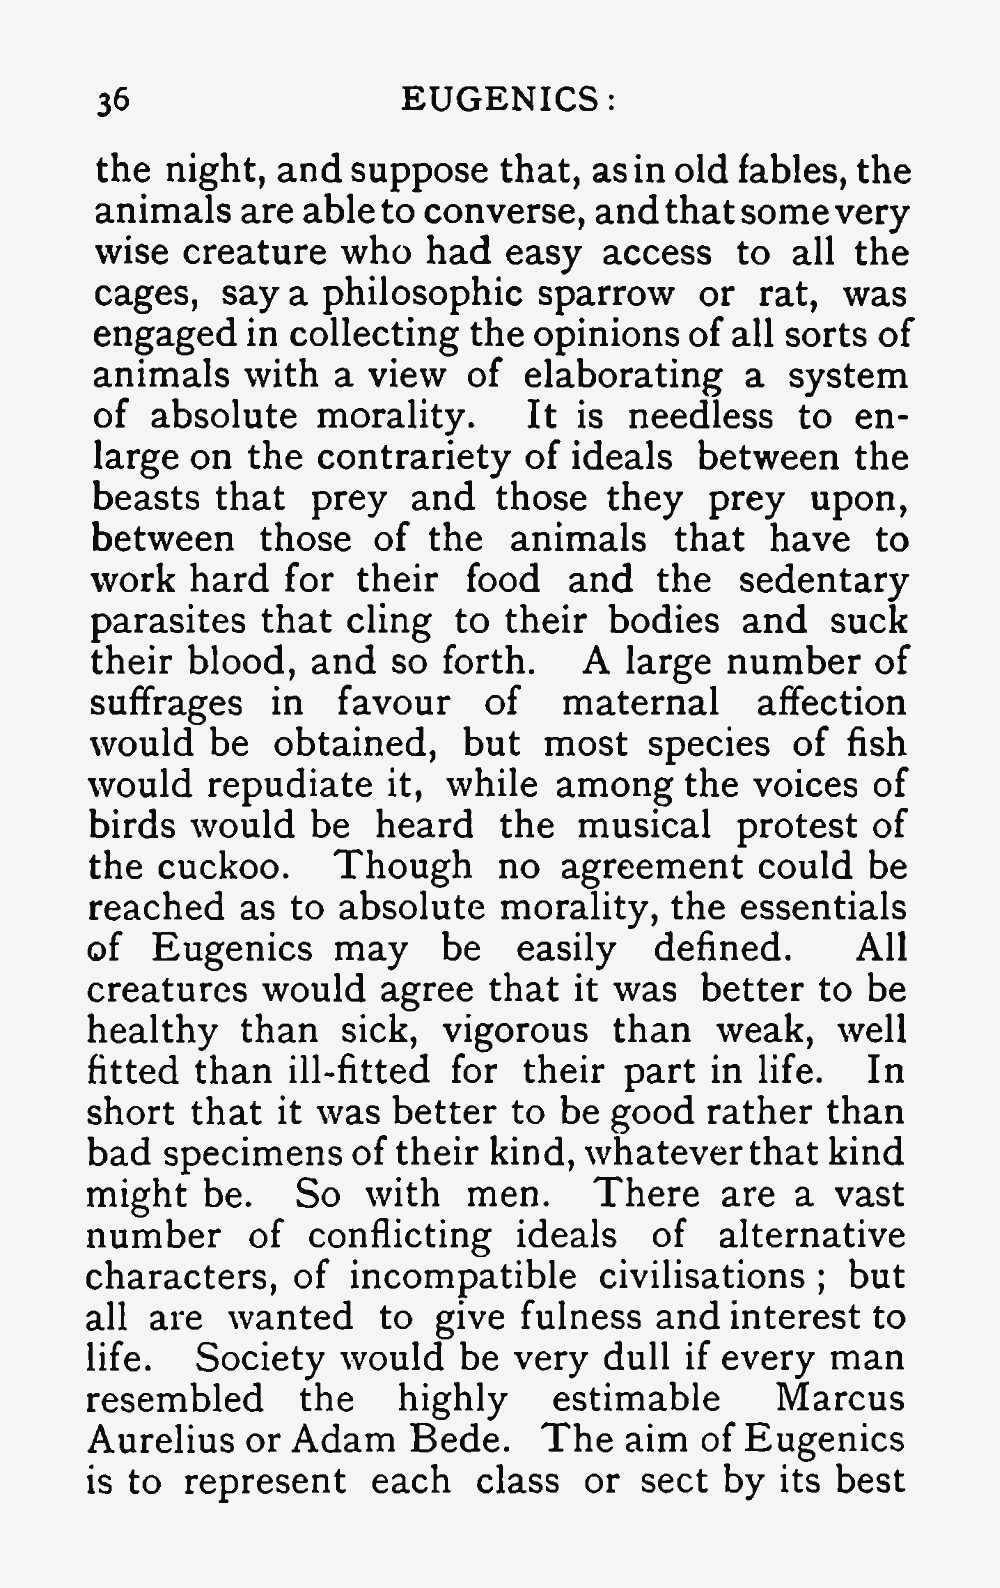 36 EUGENICS:
the night, and suppose that, as in old fables, the
animals are able to converse, and that some very
wise creature who had easy access to all the
cages, say a philosophic sparrow or rat, was
engaged in collecting the opinions of all sorts of
animals with a view of elaborating a system
of absolute morality. It is needless to en-
large on the contrariety of ideals between the
beasts that prey and those they prey upon,
between those of the animals that have to
work hard for their food and the sedentary
parasites that cling to their bodies and suck
their blood, and so forth. A large number of
suffrages in favour of maternal affection
would be obtained, but most species of fish
would repudiate it, while among the voices of
birds would be heard the musical protest of
the cuckoo. Though no agreement could be
reached as to absolute morality, the essentials
of Eugenics may be easily defined. All
creatures would agree that it was better to be
healthy than sick, vigorous than weak, well
fitted than ill-fitted for their part in life. In
short that it was better to be good rather than
bad specimens of their kind, whatever that kind
might be. So with men. There are a vast
number of conflicting ideals of alternative
characters, of incompatible civilisations ; but
all are wanted to give fulness and interest to
life. Society would be very dull if every man
resembled the highly estimable Marcus
Aurelius or Adam Bede. The aim of Eugenics
is to represent each class or sect by its best